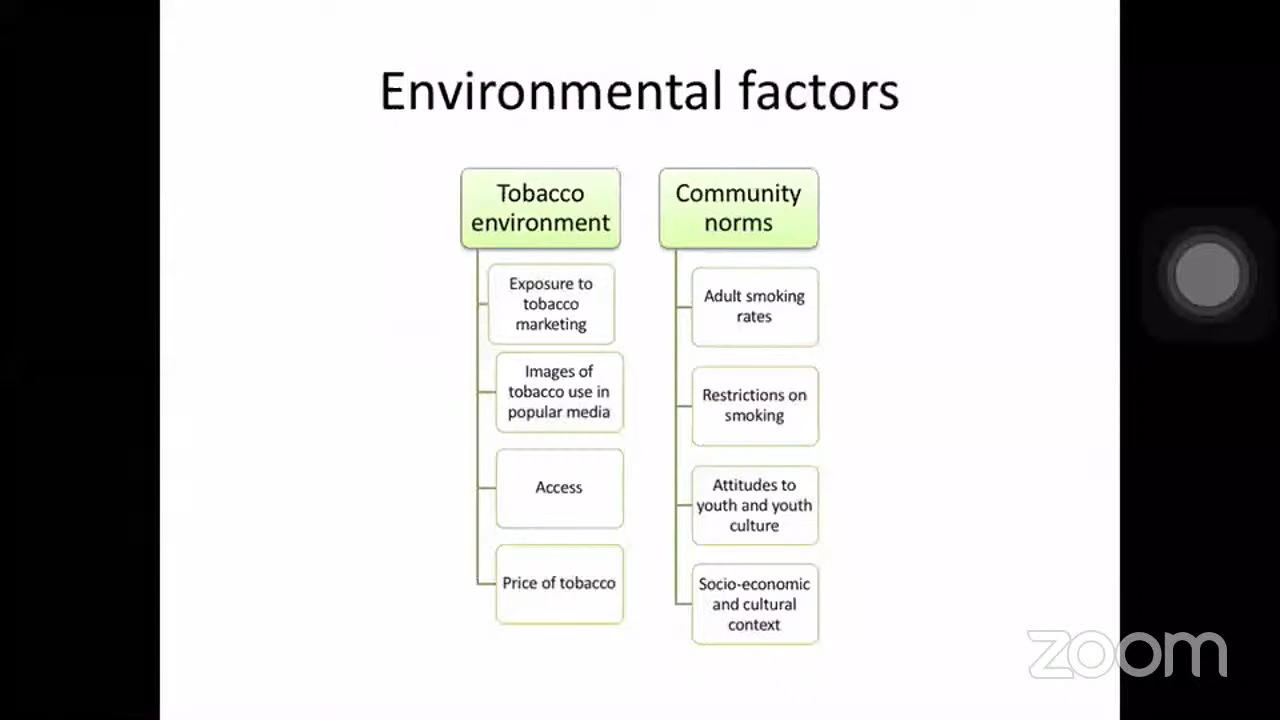 Environmental factors
Tobacco
environment
Exposure to
tobacco
marketing
Images of
tobacco use in
popular media
Access
Price of tobacco
Community
norms
Adult smoking
rates
Restrictions on
smoking
Attitudes to
youth and youth
culture
Socio-economic
and cultural
context
zoom